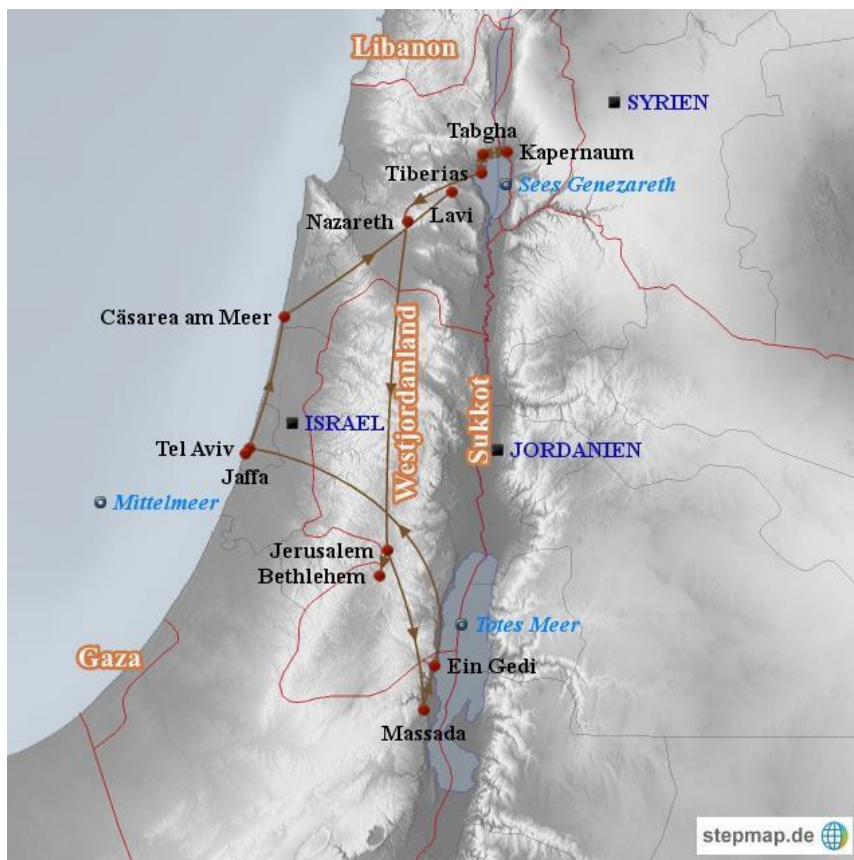 Libanon
SYRIEN
Tabgha
Kapernaum
Tiberias
Sees Genezareth
Lavi
Nazareth
Cäsarea am Meer
Westjordanland
Sukkot
ISRAEL
Tel Aviv
JORDANIEN
Jaffa
Mittelmeer
Jerusalem
Bethlehem
Totes Meer
Gaza
Ein Gedi
Massada
stepmap.de